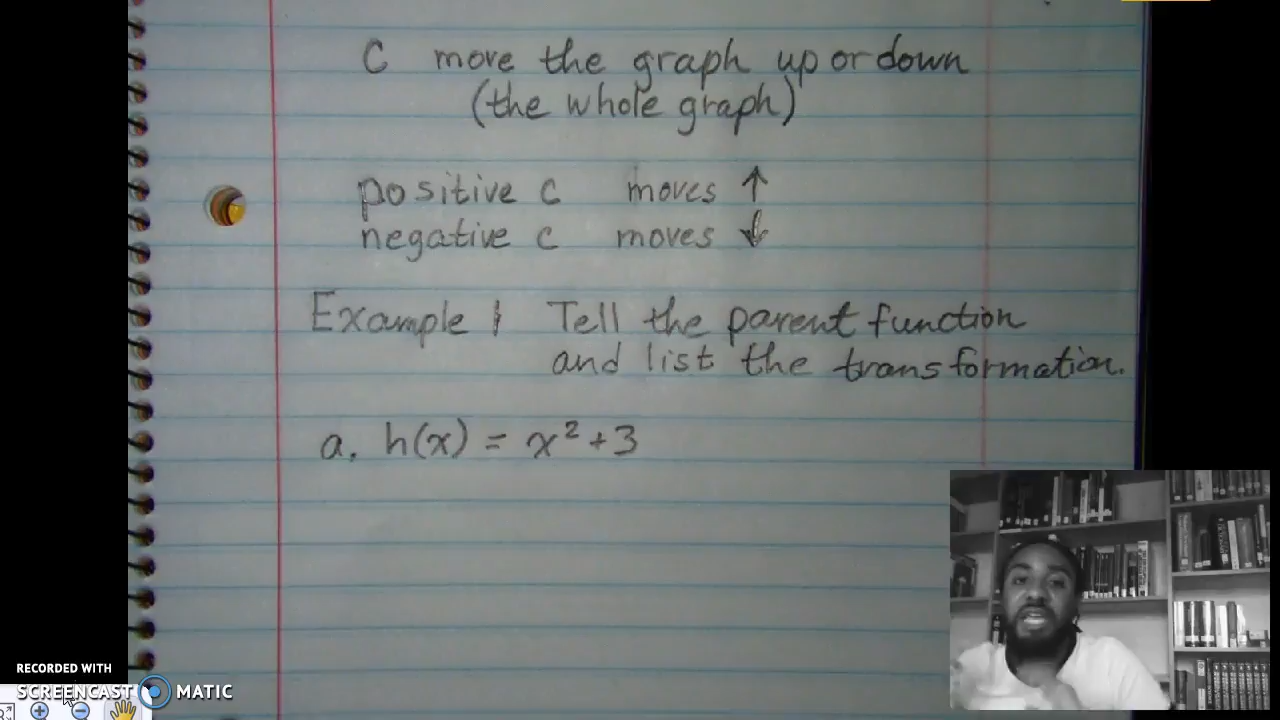 C move the graph up or down
(the whole graph)
positive c moves ↑
negative c moves ↓
Example 1 Tell the parent function
and list the transformation.
a. h(x) = x² + 3
RECORDED WITH
SCREENCAST MATIC